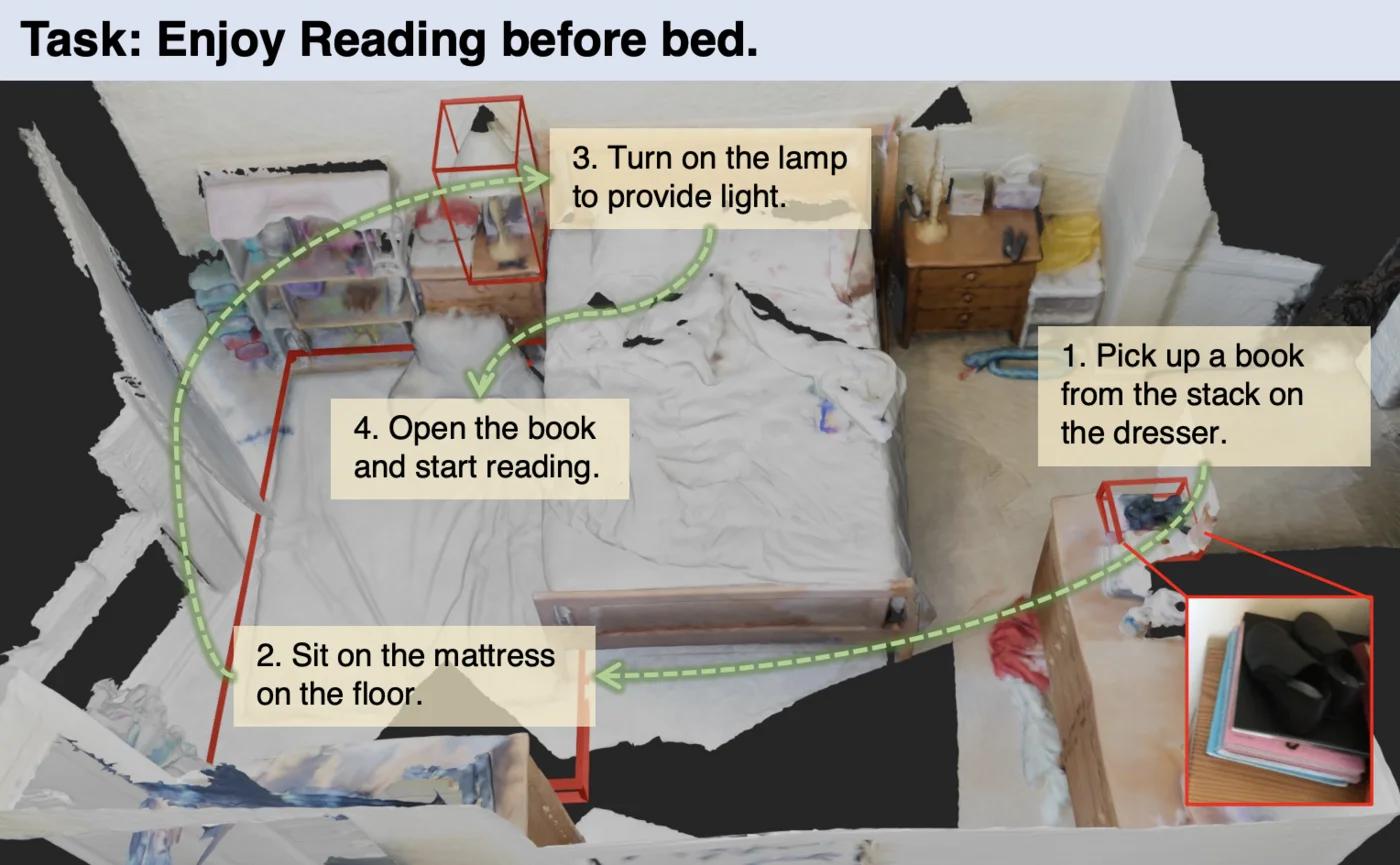 Task: Enjoy Reading before bed.
3. Turn on the lamp
to provide light.
1. Pick up a book
from the stack on
the dresser.
4. Open the book
and start reading.
2. Sit on the mattress
on the floor.